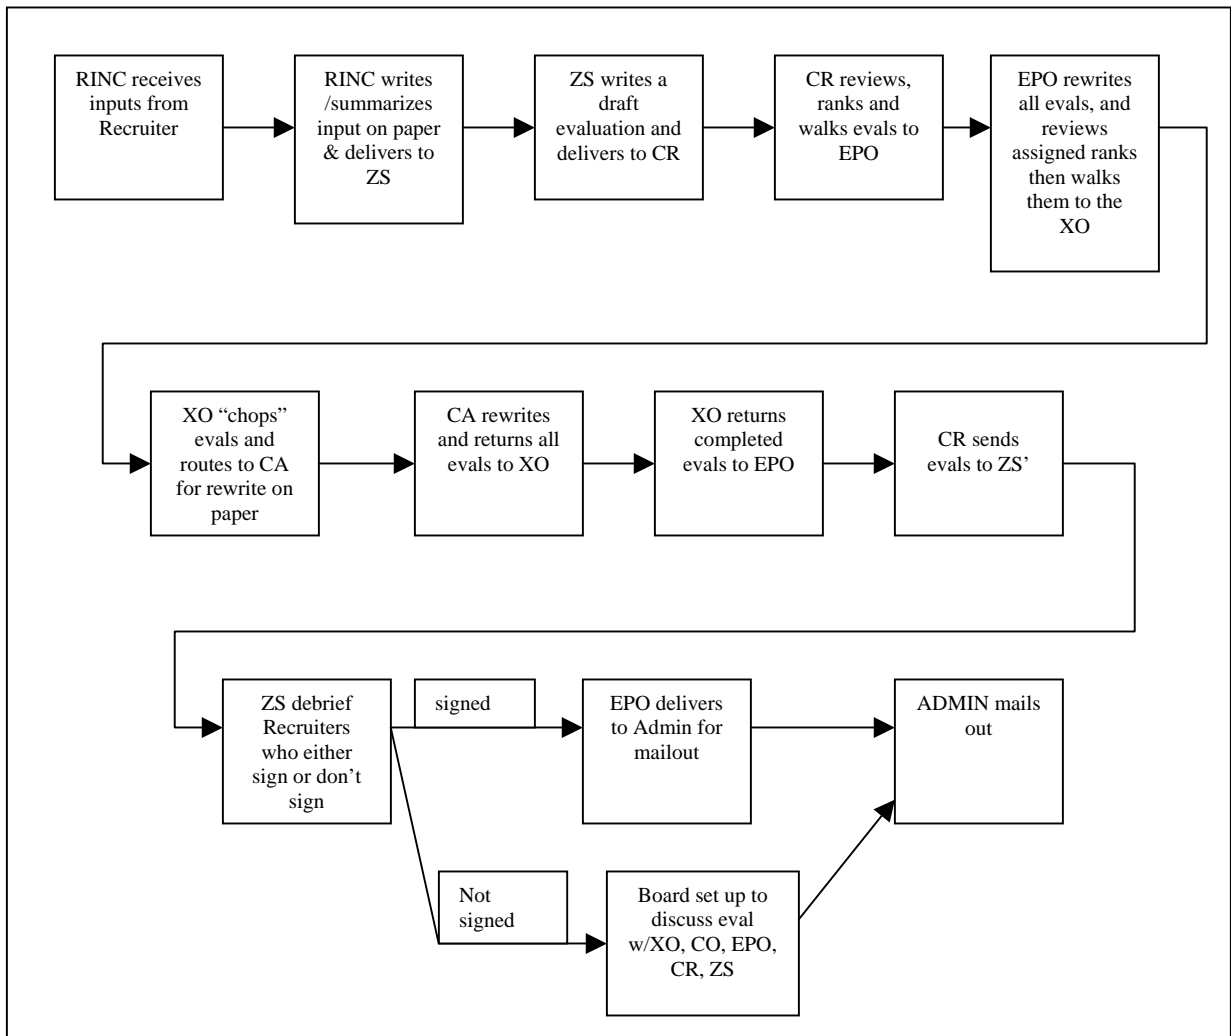 RINC receives
inputs from
Recruiter
RINC writes
/summarizes
input on paper
& delivers to
ZS
ZS writes a
draft
evaluation and
delivers to CR
CR reviews,
ranks and
walks evals to
EPO
EPO rewrites
all evals, and
reviews
assigned ranks
then walks
them to the
XO
XO “chops”
evals and
routes to CA
for rewrite on
paper
CA rewrites
and returns all
evals to XO
XO returns
completed
evals to EPO
CR sends
evals to ZS’
ZS debrief
Recruiters
who either
sign or don’t
sign
signed
EPO delivers
to Admin for
mailout
ADMIN mails
out
Not
signed
Board set up to
discuss eval
w/XO, CO, EPO,
CR, ZS